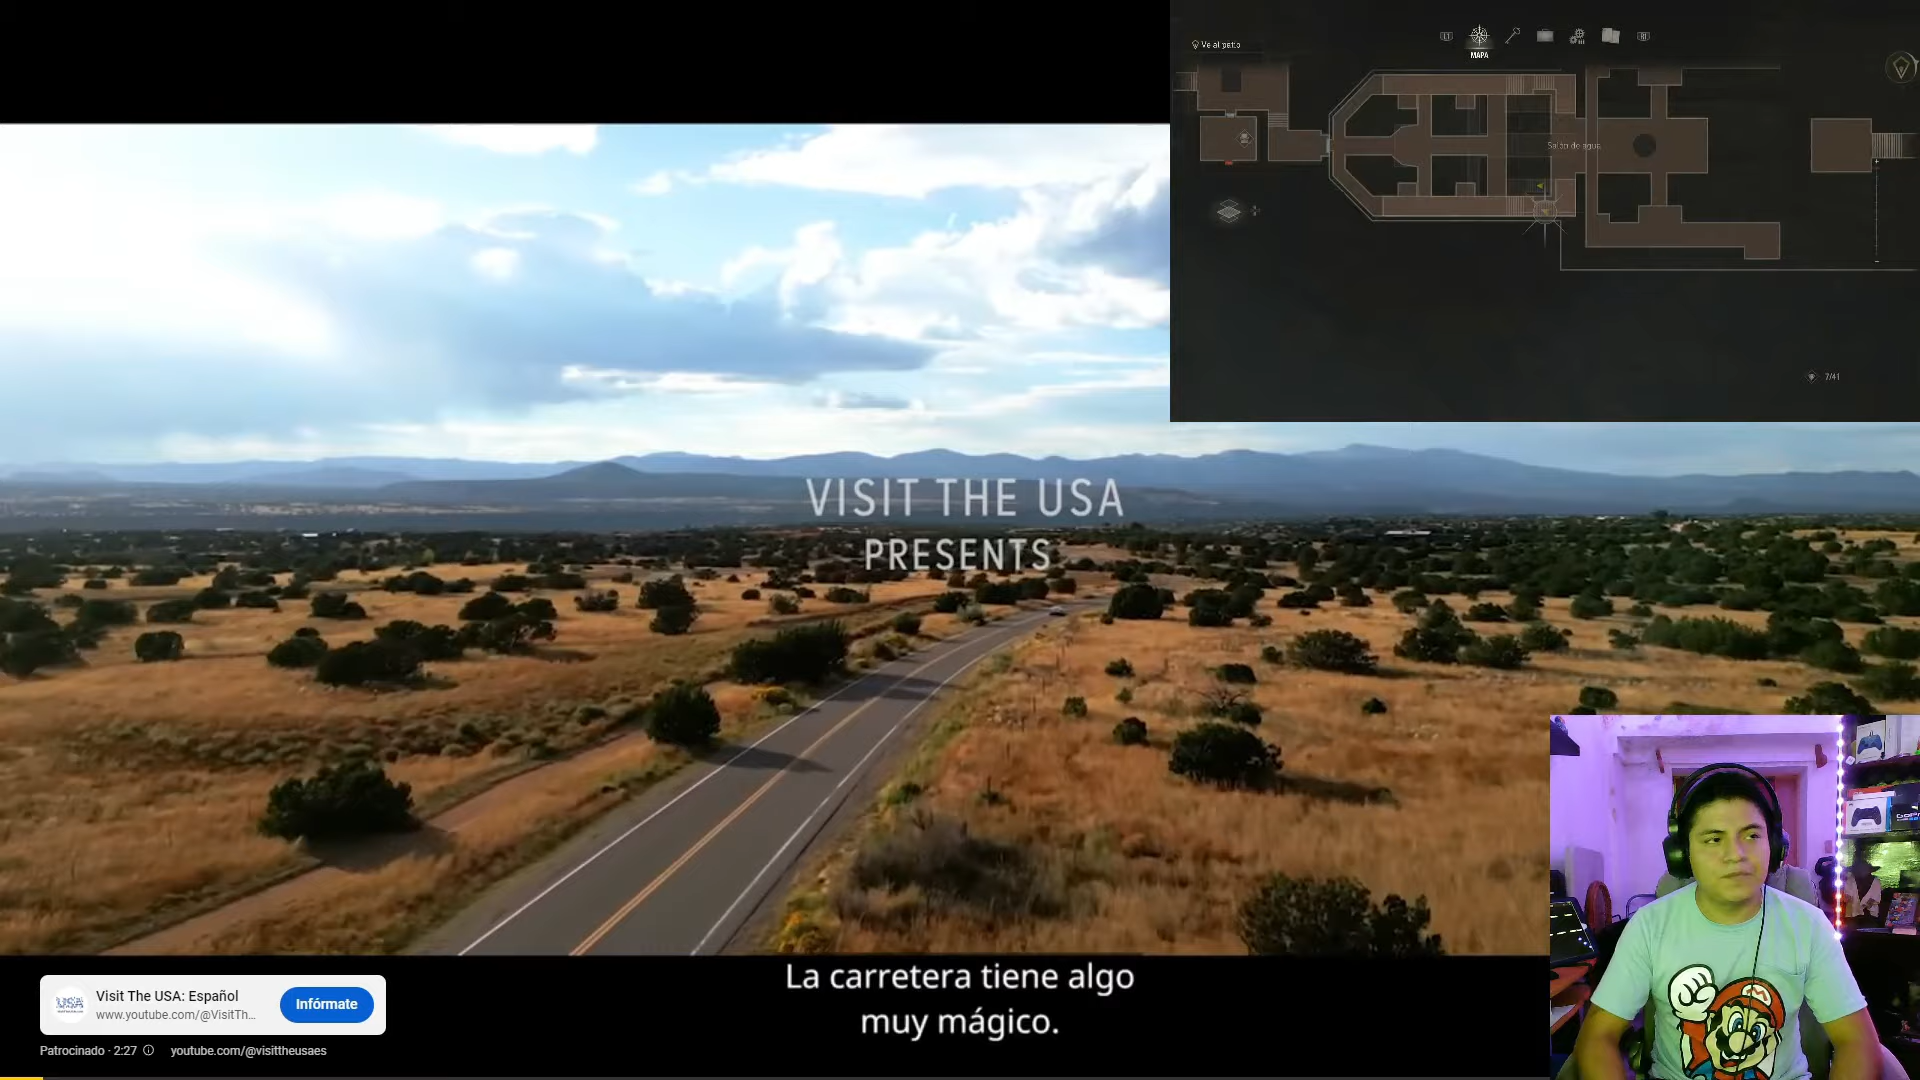 Ve al patio
MAPA
Salón de agua
7/41
VISIT THE USA
PRESENTS
La carretera tiene algo
muy mágico.
Visit The USA: Español
www.youtube.com/@VisitTh...
Infórmate
Patrocinado · 2:27
youtube.com/@visittheusaes